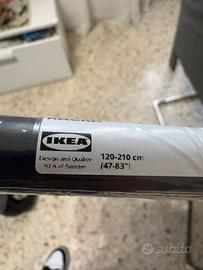 IKEA
Design and Quality
IKEA of Sweden
120-210 cm
(47-83")
subito